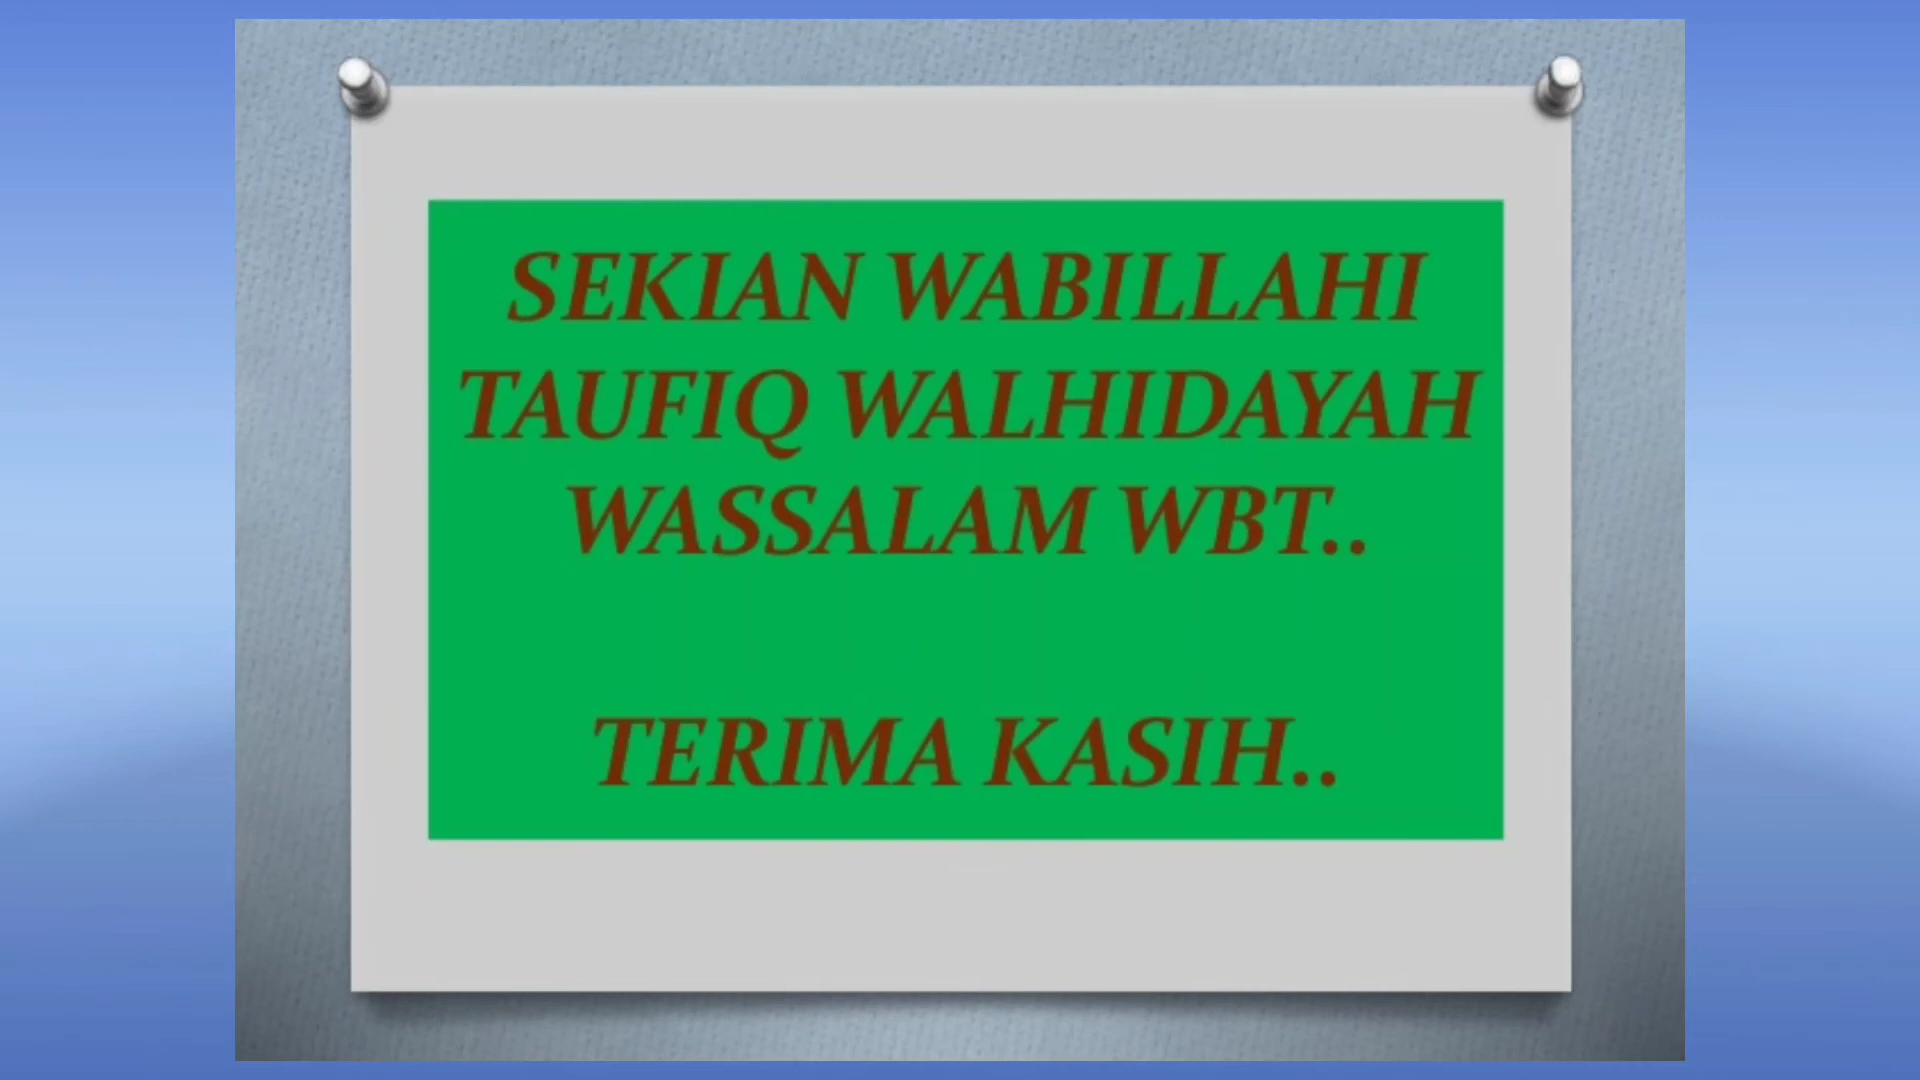 SEKIAN WABILLAHI
TAUFIQ WALHIDAYAH
WASSALAM WBT..
TERIMA KASIH..